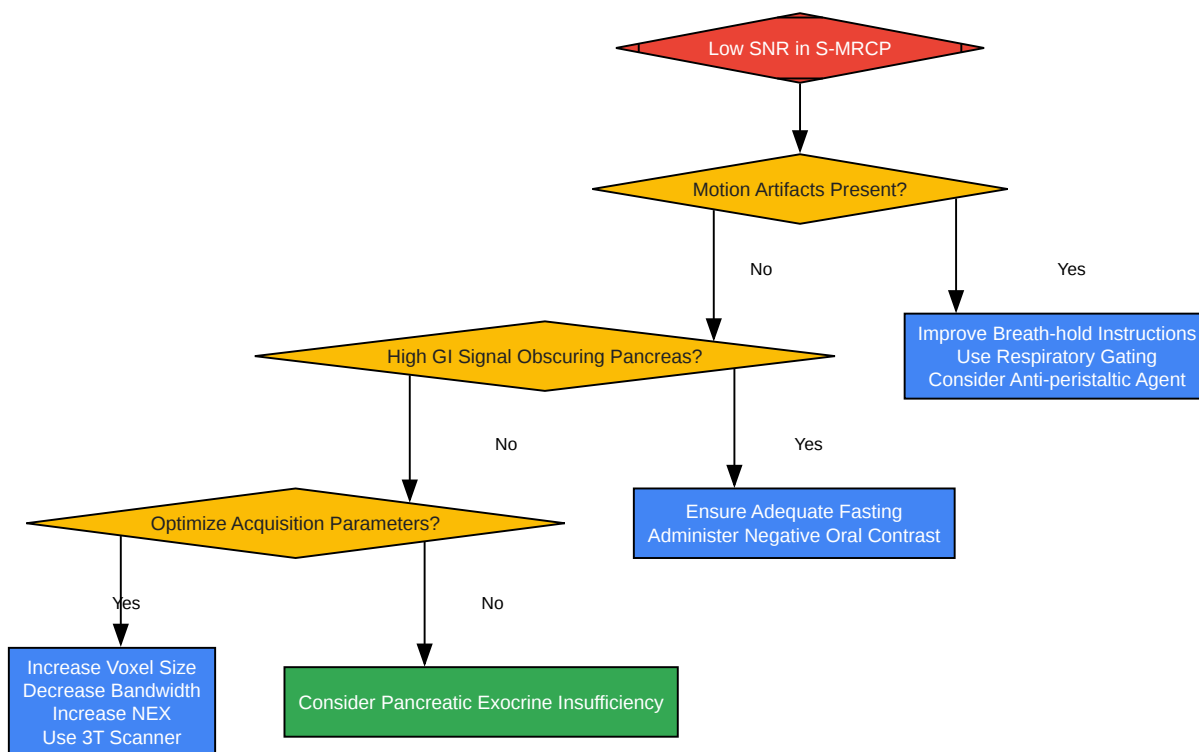 Low SNR in S-MRCP
Motion Artifacts Present?
No
Yes
Improve Breath-hold Instructions
Use Respiratory Gating
Consider Anti-peristaltic Agent
High GI Signal Obscuring Pancreas?
No
Yes
Ensure Adequate Fasting
Administer Negative Oral Contrast
Optimize Acquisition Parameters?
Yes
No
Increase Voxel Size
Decrease Bandwidth
Increase NEX
Use 3T Scanner
Consider Pancreatic Exocrine Insufficiency